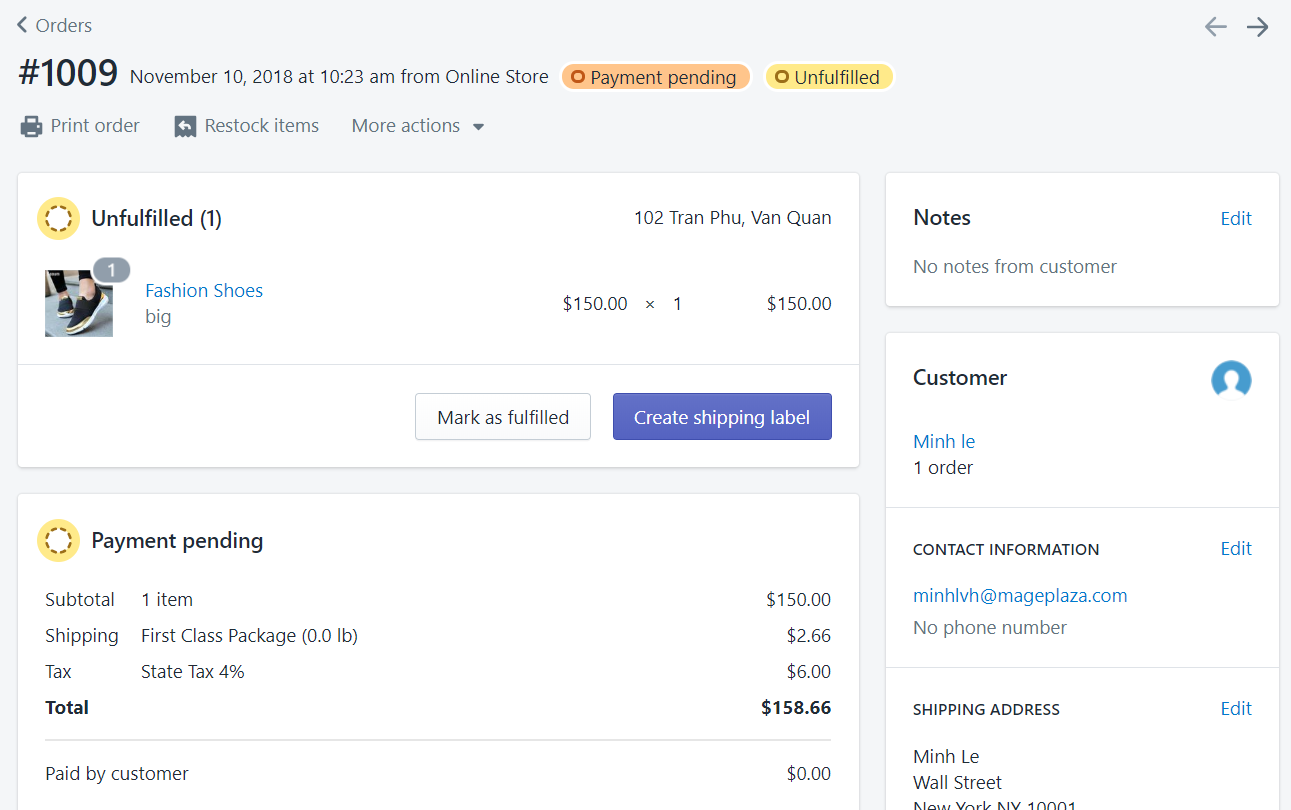 Orders
#1009 November 10, 2018 at 10:23 am from Online Store Payment pending Unfulfilled
Print order Restock items More actions
Unfulfilled (1) 102 Tran Phu, Van Quan
1
Fashion Shoes
big
$150.00 × 1 $150.00
Mark as fulfilled Create shipping label
Payment pending
Subtotal 1 item $150.00
Shipping First Class Package (0.0 lb) $2.66
Tax State Tax 4% $6.00
Total $158.66
Paid by customer $0.00
Notes Edit
No notes from customer
Customer
Minh le
1 order
CONTACT INFORMATION Edit
minhlvh@mageplaza.com
No phone number
SHIPPING ADDRESS Edit
Minh Le
Wall Street
New York NY 10001